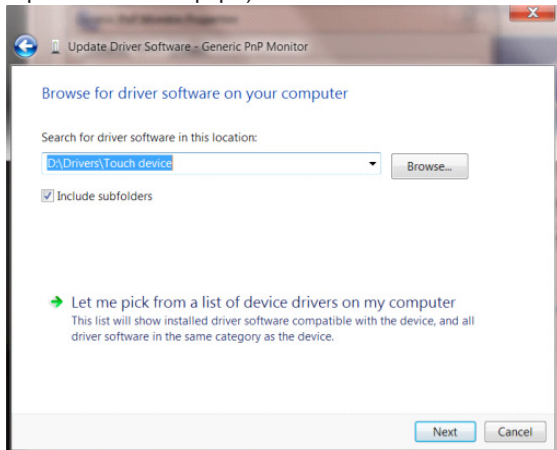 Update Driver Software - Generic PnP Monitor
Browse for driver software on your computer
Search for driver software in this location:
D:\Drivers\Touch device
Browse...
Include subfolders
Let me pick from a list of device drivers on my computer
This list will show installed driver software compatible with the device, and all
driver software in the same category as the device.
Next Cancel